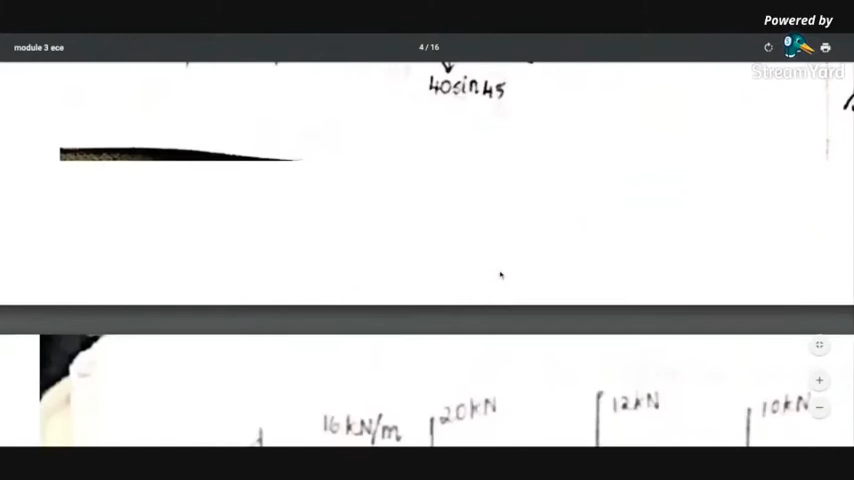 Powered by
module 3 ece
4 / 16
StreamYard
40sin45
16kN/m
20kN
12kN
10kN